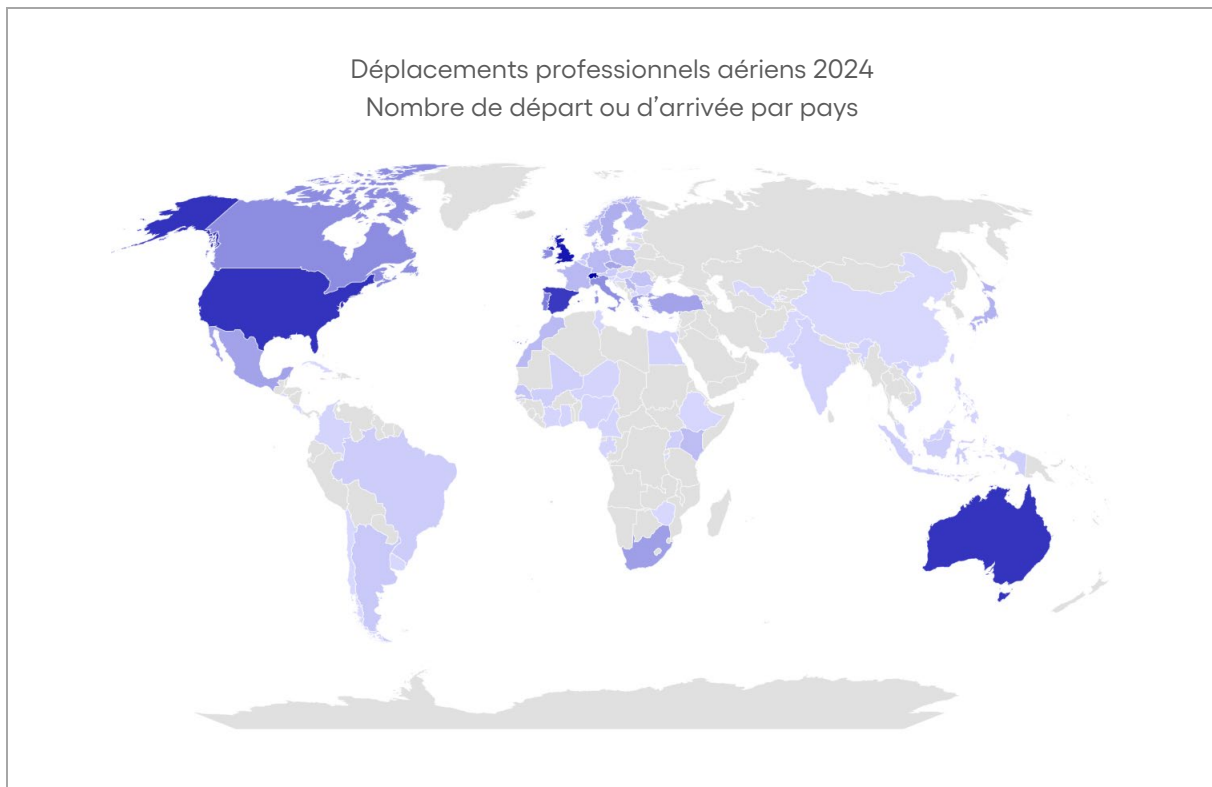 Déplacements professionnels aériens 2024
Nombre de départ ou d’arrivée par pays